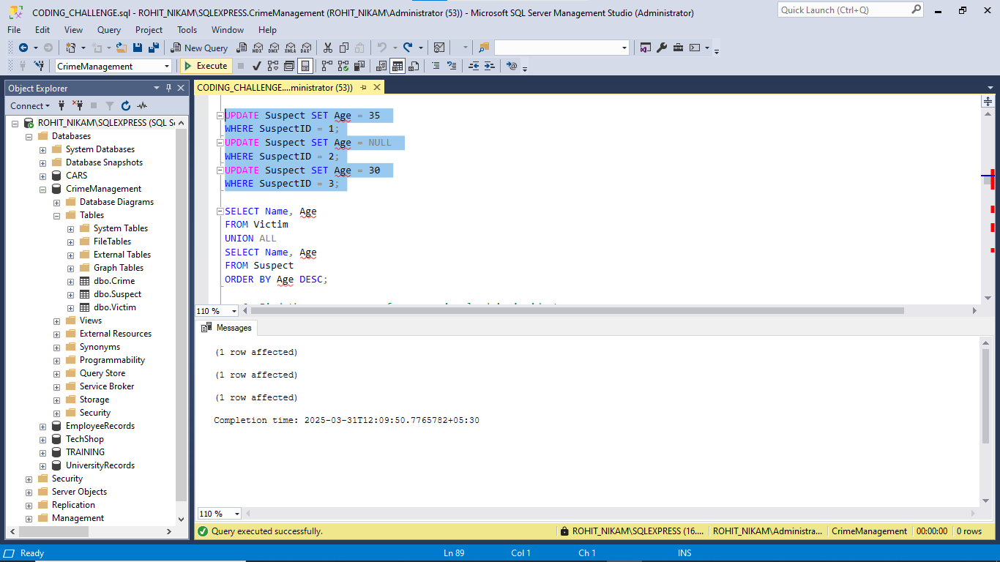 CODING_CHALLENGE.sql - ROHIT_NIKAM\SQLEXPRESS.CrimeManagement (ROHIT_NIKAM\Administrator (53)) - Microsoft SQL Server Management Studio (Administrator)
Quick Launch (Ctrl+Q)
File Edit View Query Project Tools Window Help
New Query
MDX DMX XMLA DAX
CrimeManagement
Execute
Object Explorer
Connect
ROHIT_NIKAM\SQLEXPRESS (SQL S
Databases
System Databases
Database Snapshots
CARS
CrimeManagement
Database Diagrams
Tables
System Tables
FileTables
External Tables
Graph Tables
dbo.Crime
dbo.Suspect
dbo.Victim
Views
External Resources
Synonyms
Programmability
Query Store
Service Broker
Storage
Security
EmployeeRecords
TechShop
TRAINING
UniversityRecords
Security
Server Objects
Replication
Management
CODING_CHALLENGE....ministrator (53))
UPDATE Suspect SET Age = 35
WHERE SuspectID = 1;
UPDATE Suspect SET Age = NULL
WHERE SuspectID = 2;
UPDATE Suspect SET Age = 30
WHERE SuspectID = 3;
SELECT Name, Age
FROM Victim
UNION ALL
SELECT Name, Age
FROM Suspect
ORDER BY Age DESC;
110 %
Messages
(1 row affected)
(1 row affected)
(1 row affected)
Completion time: 2025-03-31T12:09:50.7765782+05:30
110 %
Query executed successfully.
ROHIT_NIKAM\SQLEXPRESS (16.... ROHIT_NIKAM\Administra... CrimeManagement 00:00:00 0 rows
Ready Ln 89 Col 1 Ch 1 INS